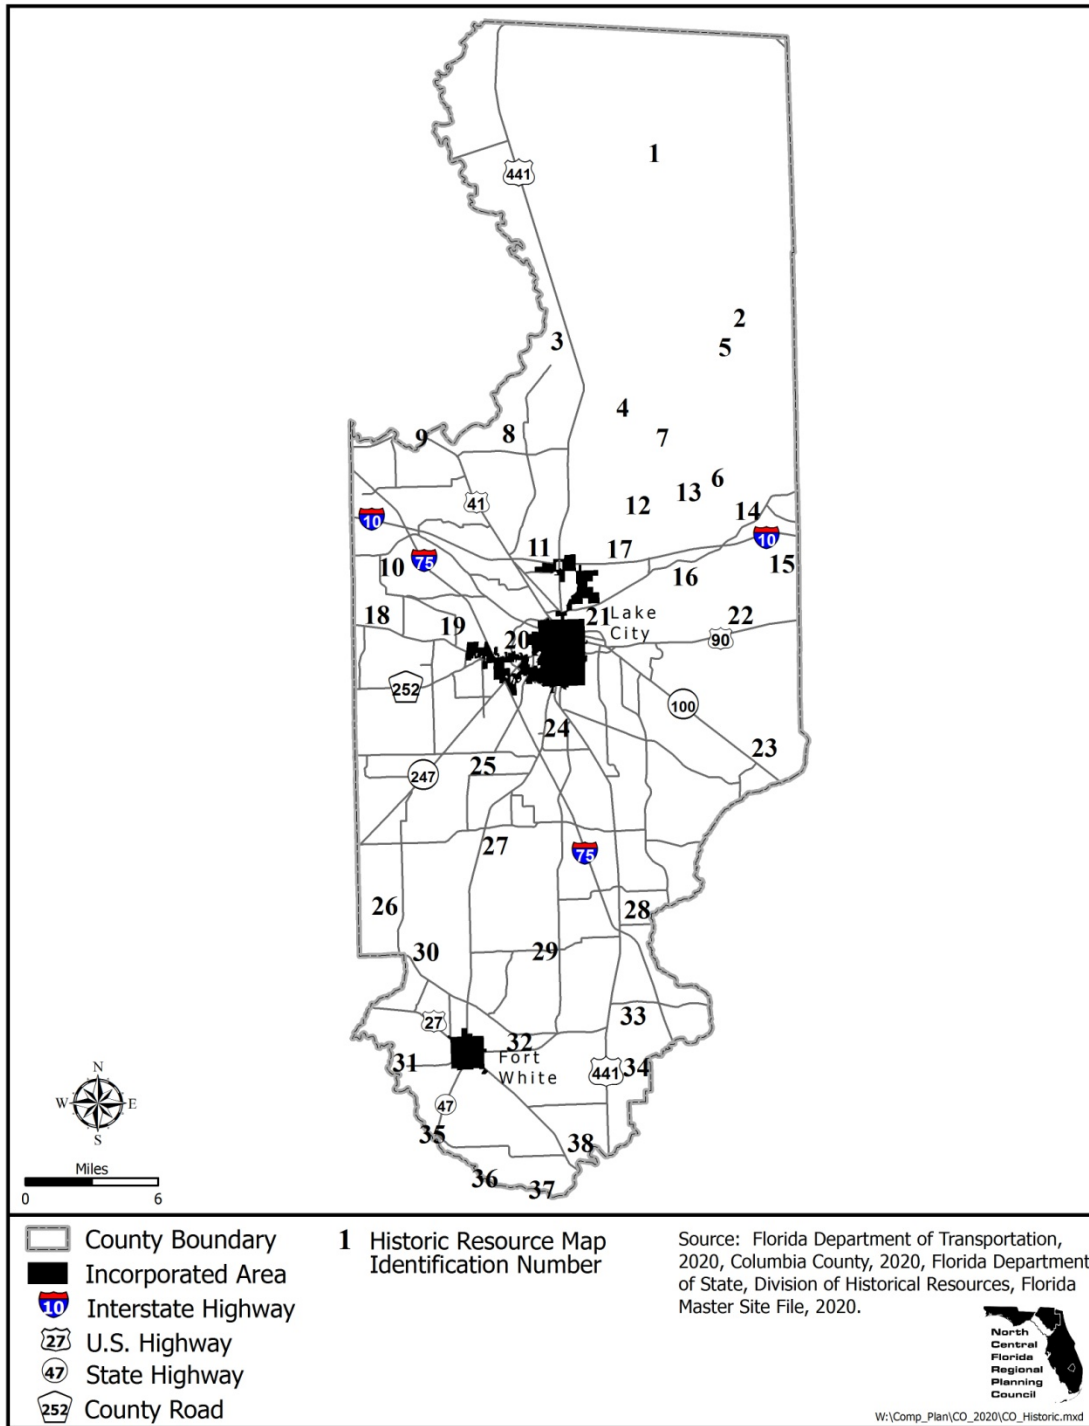 1
441
2
3
5
4
9
8
7
6
41
13
12
14
10
10
11
17
75
10
16
15
18
19
21
Lake
City
22
20
90
252
100
24
23
25
247
27
75
26
28
30
29
27
33
32
31
Fort
White
441
34
N
W
E
S
47
35
38
Miles
0
6
36
37
County Boundary
Incorporated Area
10
Interstate Highway
27
U.S. Highway
47
State Highway
252
County Road
1
Historic Resource Map
Identification Number
Source: Florida Department of Transportation,
2020, Columbia County, 2020, Florida Department
of State, Division of Historical Resources, Florida
Master Site File, 2020.
North
Central
Florida
Regional
Planning
Council
W:\Comp_Plan\CO_2020\CO_Historic.mxd